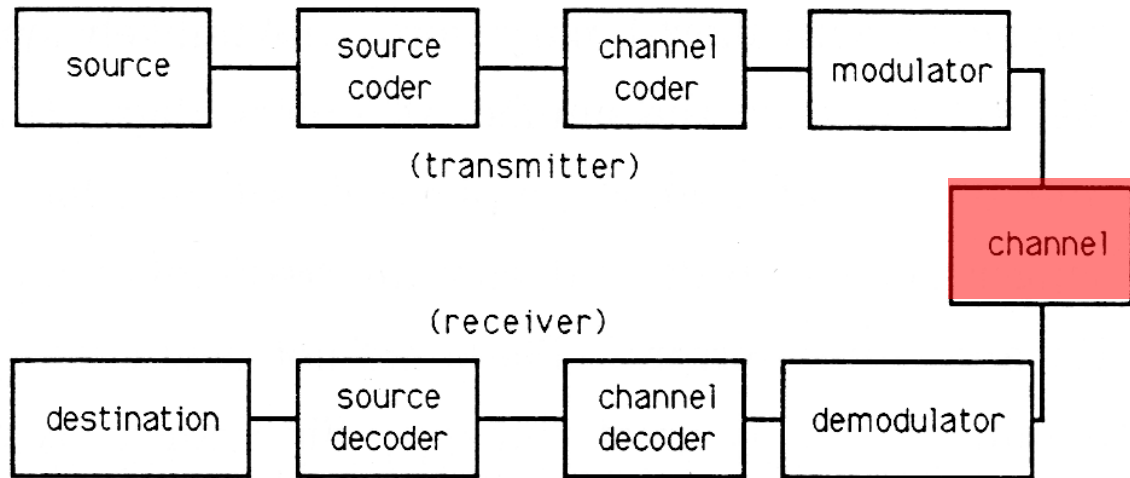 source
source
coder
channel
coder
modulator
(transmitter)
channel
(receiver)
destination
source
decoder
channel
decoder
demodulator